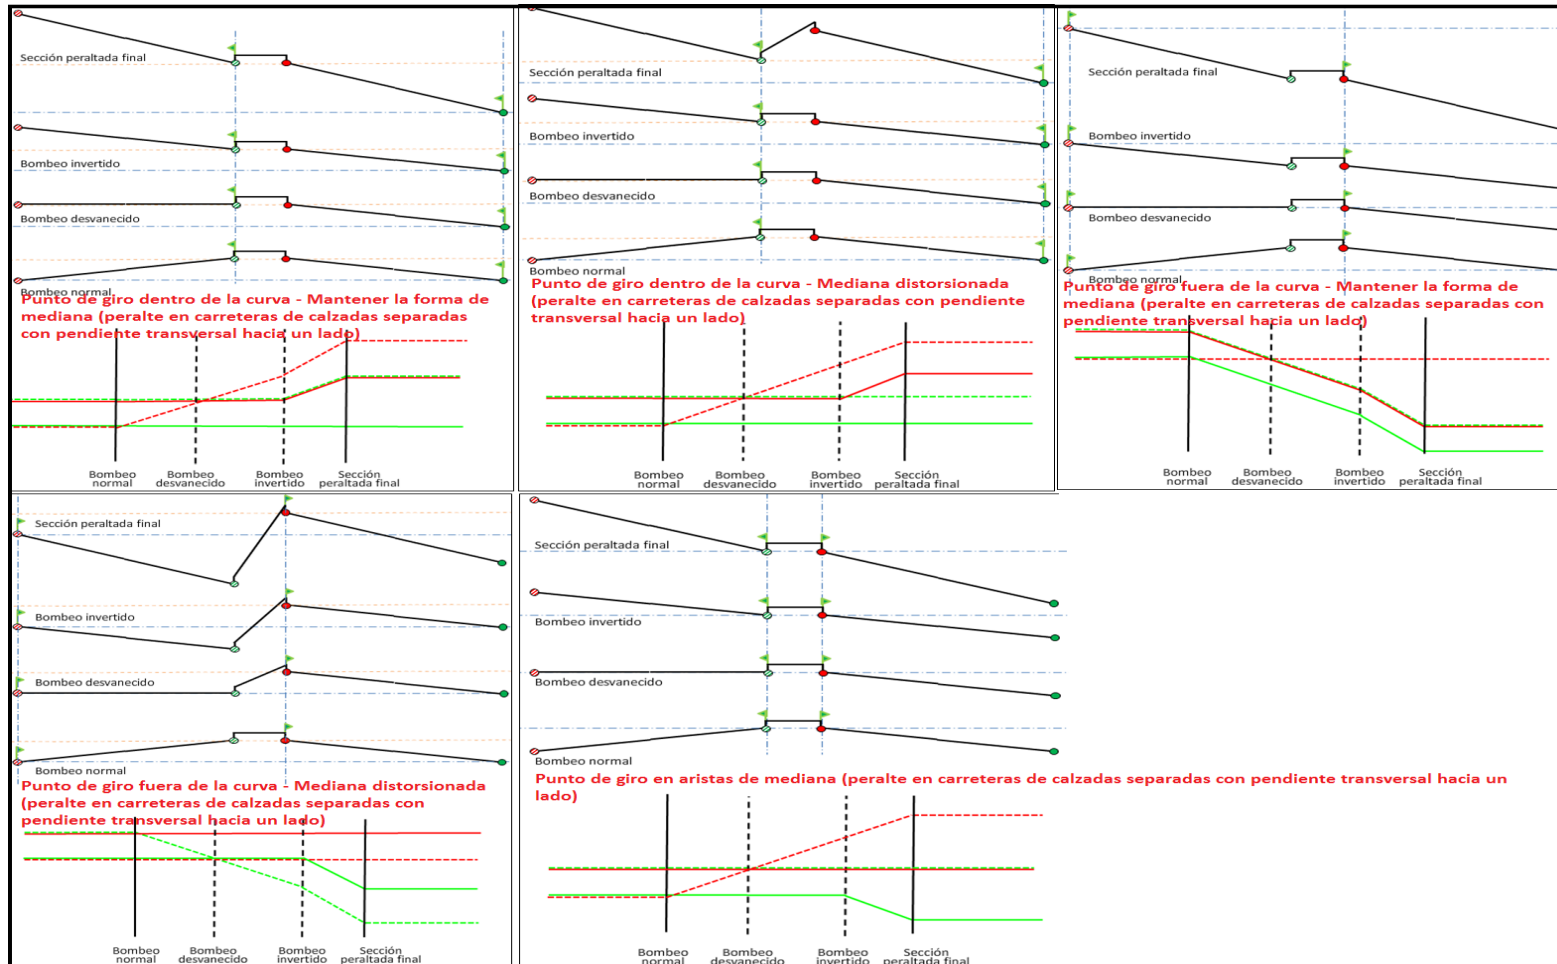 Sección peraltada final
Bombeo invertido
Bombeo desvanecido
Bombeo normal
Punto de giro dentro de la curva - Mantener la forma de
mediana (peralte en carreteras de calzadas separadas
con pendiente transversal hacia un lado)
Bombeo
normal
Bombeo
desvanecido
Bombeo
invertido
Sección
peraltada final
Sección peraltada final
Bombeo invertido
Bombeo desvanecido
Bombeo normal
Punto de giro dentro de la curva - Mediana distorsionada
(peralte en carreteras de calzadas separadas con pendiente
transversal hacia un lado)
Bombeo
normal
Bombeo
desvanecido
Bombeo
invertido
Sección
peraltada final
Sección peraltada final
Bombeo invertido
Bombeo desvanecido
Bombeo normal
Punto de giro fuera de la curva - Mantener la forma de
mediana (peralte en carreteras de calzadas separadas con
pendiente transversal hacia un lado)
Bombeo
normal
Bombeo
desvanecido
Bombeo
invertido
Sección
peraltada final
Sección peraltada final
Bombeo invertido
Bombeo desvanecido
Bombeo normal
Punto de giro fuera de la curva - Mediana distorsionada
(peralte en carreteras de calzadas separadas con
pendiente transversal hacia un lado)
Bombeo
normal
Bombeo
desvanecido
Bombeo
invertido
Sección
peraltada final
Sección peraltada final
Bombeo invertido
Bombeo desvanecido
Bombeo normal
Punto de giro en aristas de mediana (peralte en carreteras de calzadas separadas con pendiente transversal hacia un
lado)
Bombeo
normal
Bombeo
desvanecido
Bombeo
invertido
Sección
peraltada final